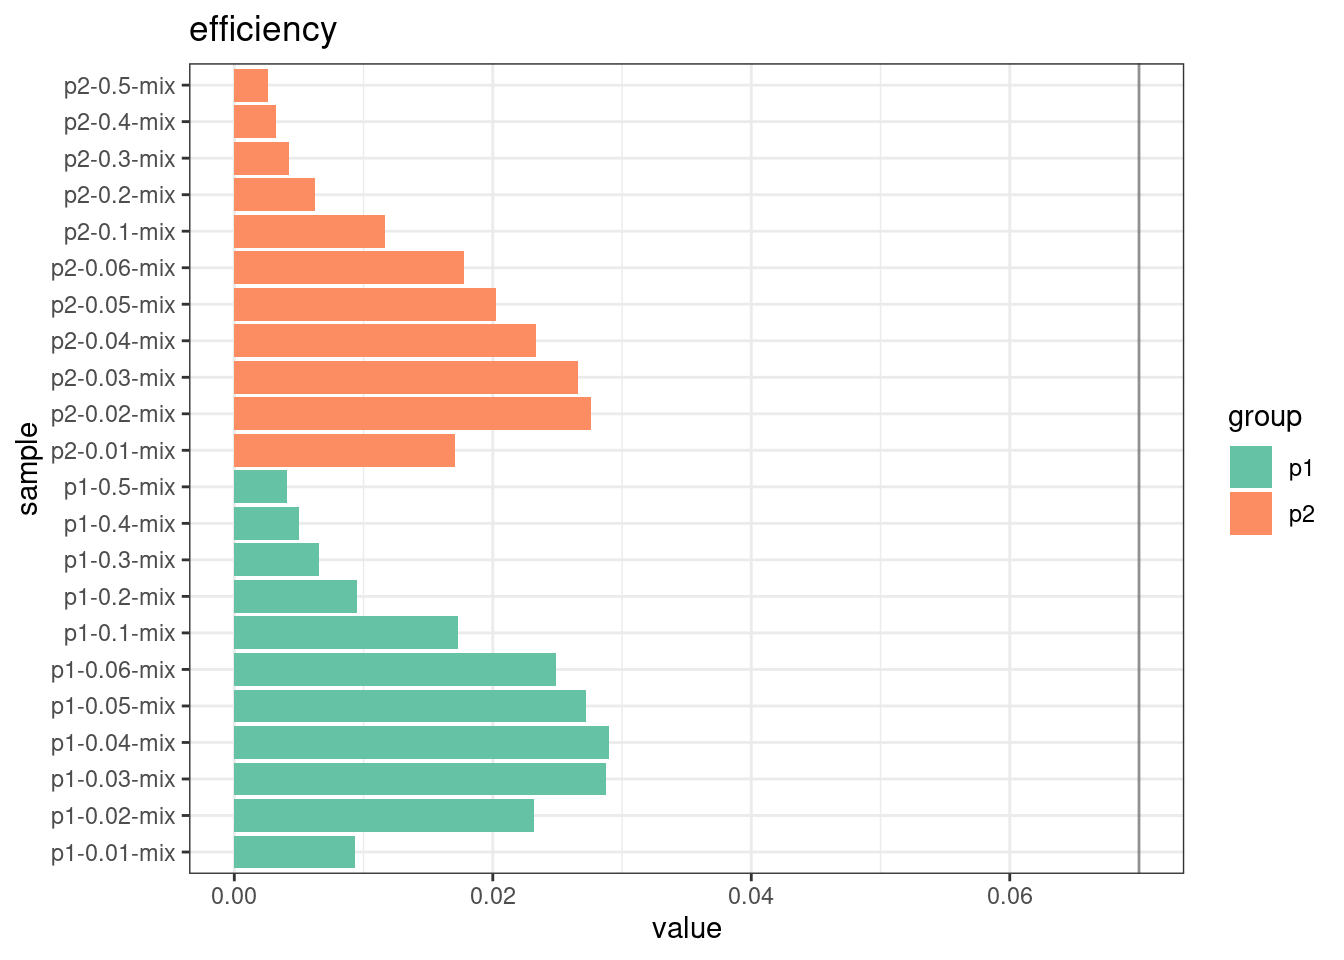 efficiency
p2-0.5-mix
p2-0.4-mix
p2-0.3-mix
p2-0.2-mix
p2-0.1-mix
p2-0.06-mix
p2-0.05-mix
p2-0.04-mix
p2-0.03-mix
p2-0.02-mix
p2-0.01-mix
p1-0.5-mix
p1-0.4-mix
p1-0.3-mix
p1-0.2-mix
p1-0.1-mix
p1-0.06-mix
p1-0.05-mix
p1-0.04-mix
p1-0.03-mix
p1-0.02-mix
p1-0.01-mix
sample
0.00 0.02 0.04 0.06
value
group
p1
p2